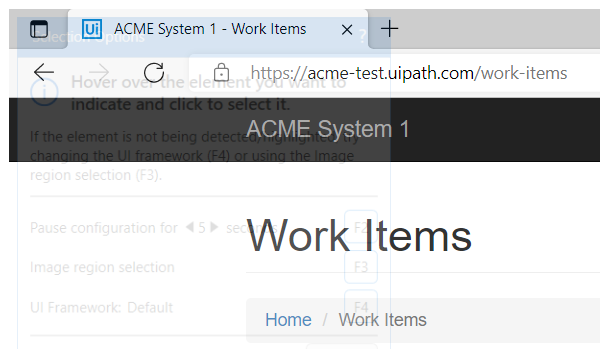 Ui ACME System 1 - Work Items
Selection Options ?
https://acme-test.uipath.com/work-items
Hover over the element you want to
indicate and click to select it.
ACME System 1
If the element is not being detected/highlighted, try
changing the UI framework (F4) or using the Image
region selection (F3).
Work Items
Pause configuration for 5 seconds F2
Image region selection F3
UI Framework: Default F4
Home / Work Items